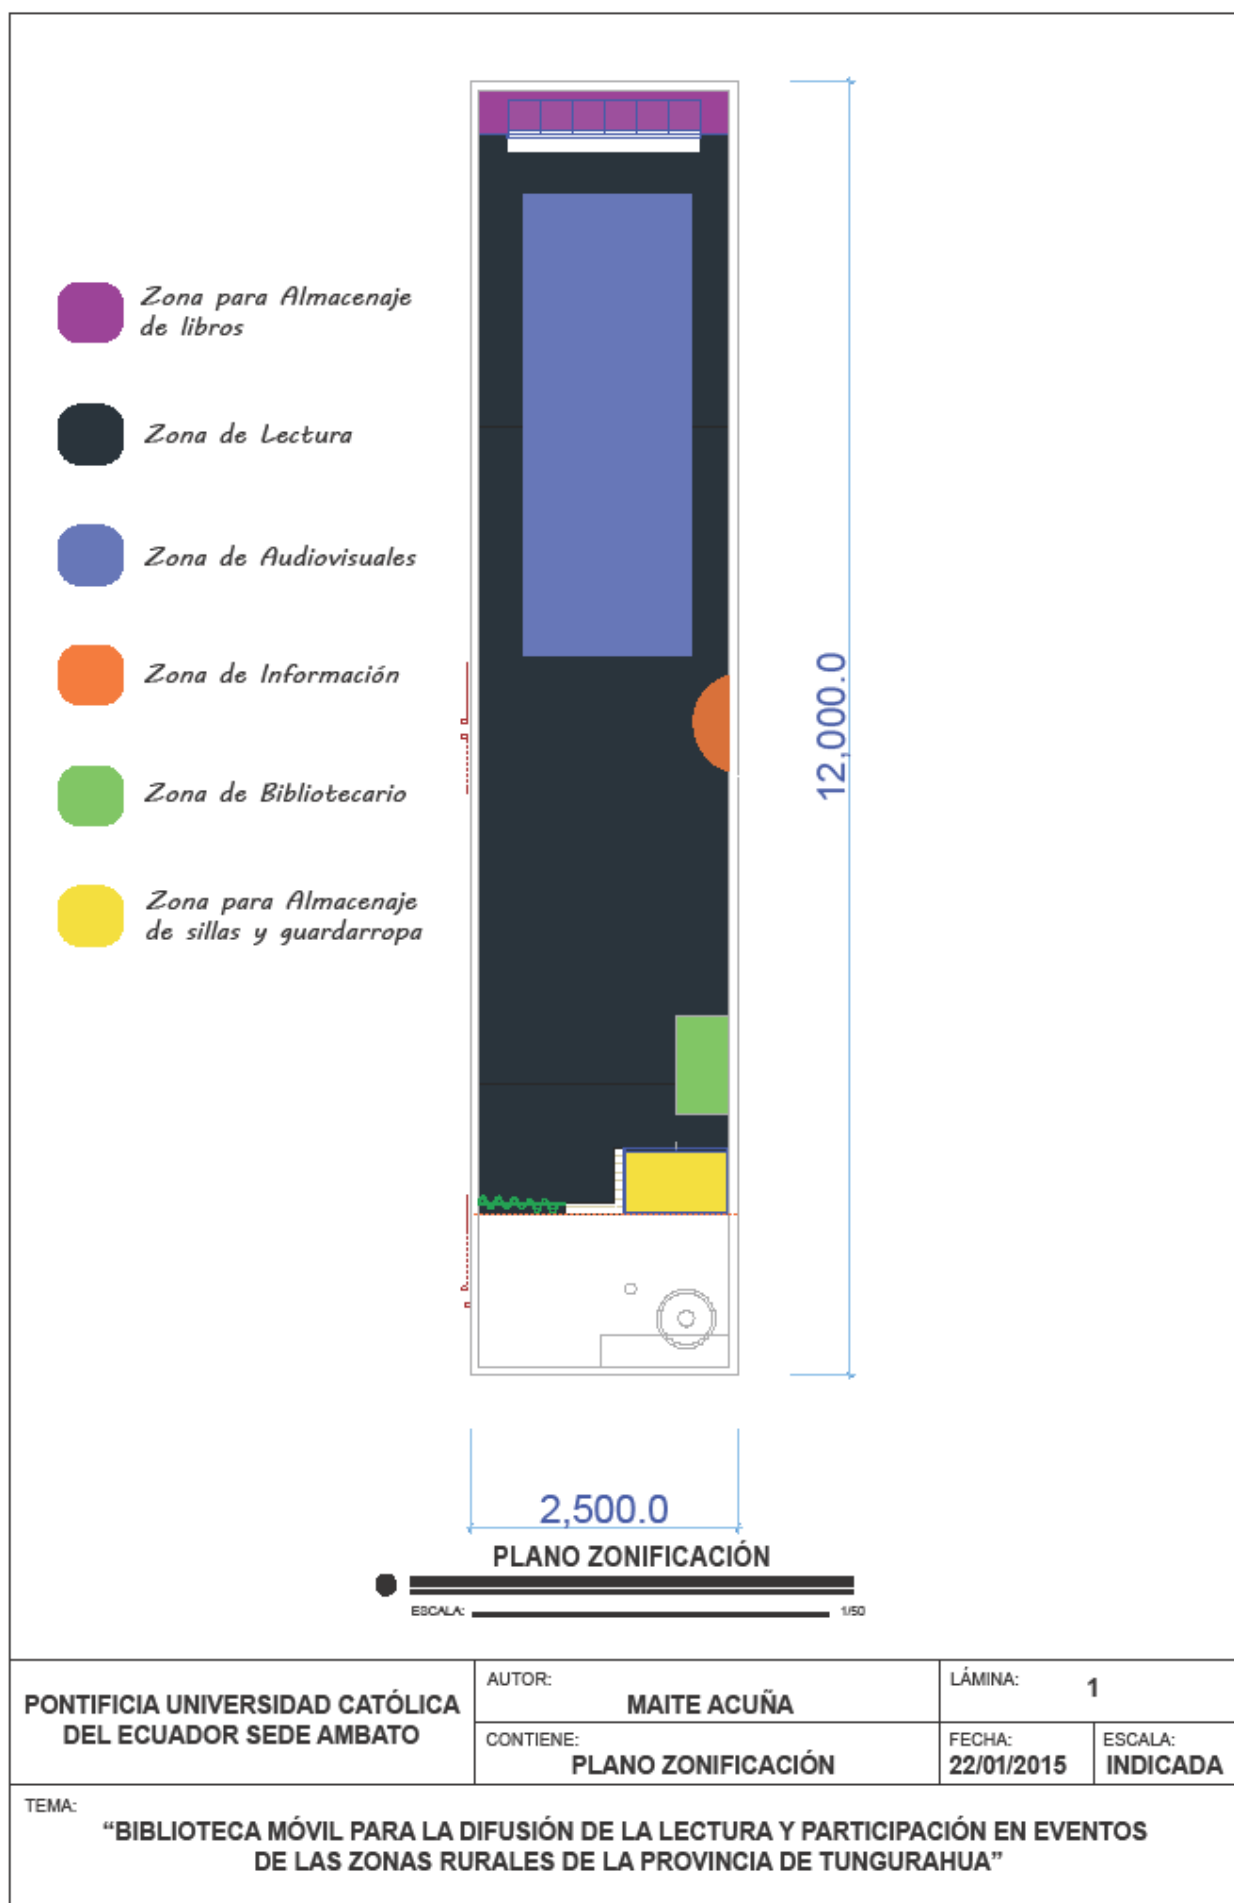 Zona para Almacenaje
de libros
Zona de Lectura
Zona de Audiovisuales
Zona de Información
Zona de Bibliotecario
Zona para Almacenaje
de sillas y guardarropa
12,000.0
2,500.0
PLANO ZONIFICACIÓN
ESCALA: 1/50
PONTIFICIA UNIVERSIDAD CATÓLICA
DEL ECUADOR SEDE AMBATO
AUTOR:
MAITE ACUÑA
LÁMINA: 1
CONTIENE:
PLANO ZONIFICACIÓN
FECHA:
22/01/2015
ESCALA:
INDICADA
TEMA:
“BIBLIOTECA MÓVIL PARA LA DIFUSIÓN DE LA LECTURA Y PARTICIPACIÓN EN EVENTOS
DE LAS ZONAS RURALES DE LA PROVINCIA DE TUNGURAHUA”